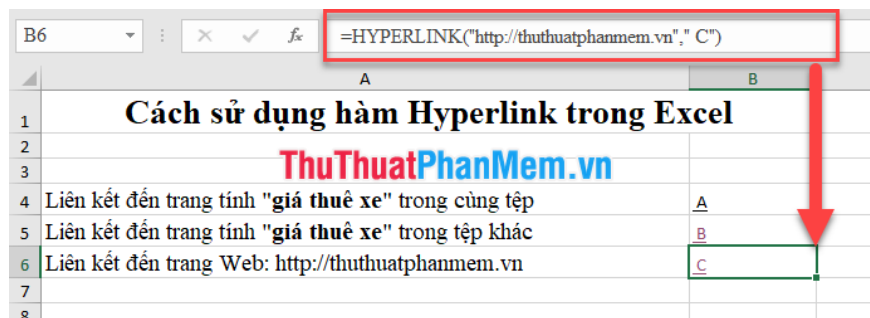 B6
fx
=HYPERLINK("http://thuthuatphanmem.vn"," C")
A
B
1
Cách sử dụng hàm Hyperlink trong Excel
2
3
ThuThuatPhanMem.vn
4 Liên kết đến trang tính "giá thuê xe" trong cùng tệp A
5 Liên kết đến trang tính "giá thuê xe" trong tệp khác B
6 Liên kết đến trang Web: http://thuthuatphanmem.vn C
7
8